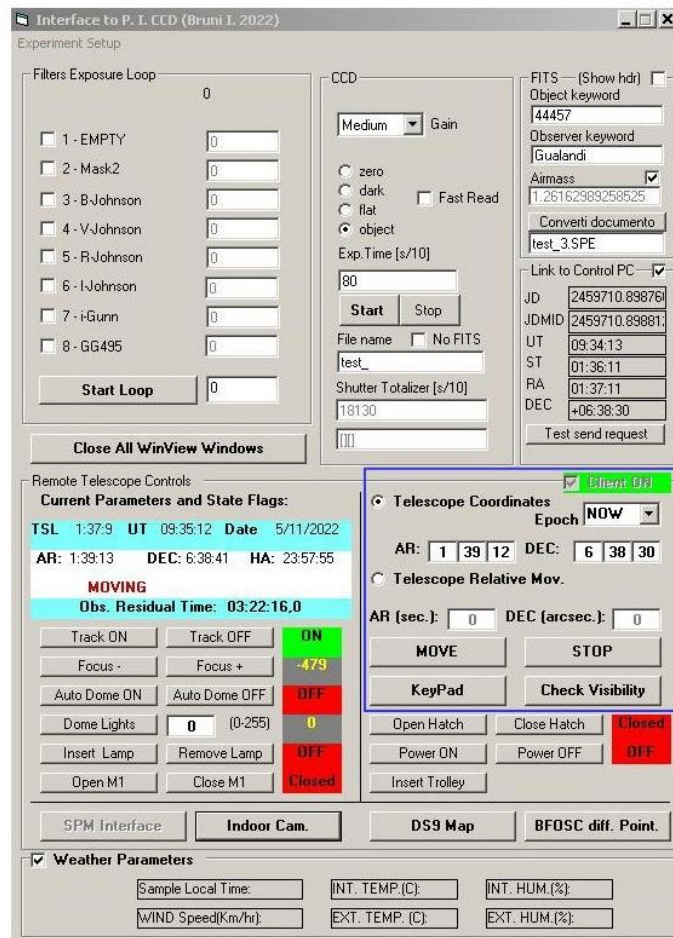 Interface to P. I. CCD (Bruni I. 2022)
Experiment Setup
Filters Exposure Loop
0
1 - EMPTY 0
2 - Mask2 0
3 - B-Johnson 0
4 - V-Johnson 0
5 - R-Johnson 0
6 - I-Johnson 0
7 - i-Gunn 0
8 - GG495 0
Start Loop 0
Close All WinView Windows
CCD
Medium Gain
zero
dark
flat
object
Fast Read
Exp.Time [s/10]
80
Start Stop
File name No FITS
test_
Shutter Totalizer [s/10]
18130
[][]
FITS (Show hdr)
Object keyword
44457
Observer keyword
Gualandi
Airmass
1.26162989258525
Converti documento
test_3.SPE
Link to Control PC
JD 2459710.89876
JDMID 2459710.89881
UT 09:34:13
ST 01:36:11
RA 01:37:11
DEC +06:38:30
Test send request
Remote Telescope Controls
Current Parameters and State Flags:
TSL 1:37:9 UT 09:35:12 Date 5/11/2022
AR: 1:39:13 DEC: 6:38:41 HA: 23:57:55
MOVING
Obs. Residual Time: 03:22:16,0
Track ON Track OFF ON
Focus - Focus + -479
Auto Dome ON Auto Dome OFF OFF
Dome Lights 0 (0-255) 0
Insert Lamp Remove Lamp OFF
Open M1 Close M1 Closed
Client ON
Telescope Coordinates
Epoch NOW
AR: 1 39 12 DEC: 6 38 30
Telescope Relative Mov.
AR (sec.): 0 DEC (arcsec.): 0
MOVE STOP
KeyPad Check Visibility
Open Hatch Close Hatch Closed
Power ON Power OFF OFF
Insert Trolley
SPM Interface Indoor Cam. DS9 Map BFOSC diff. Point.
Weather Parameters
Sample Local Time: INT. TEMP.(C): INT. HUM.(%):
WIND Speed(Km/hr): EXT. TEMP. (C): EXT. HUM.(%):